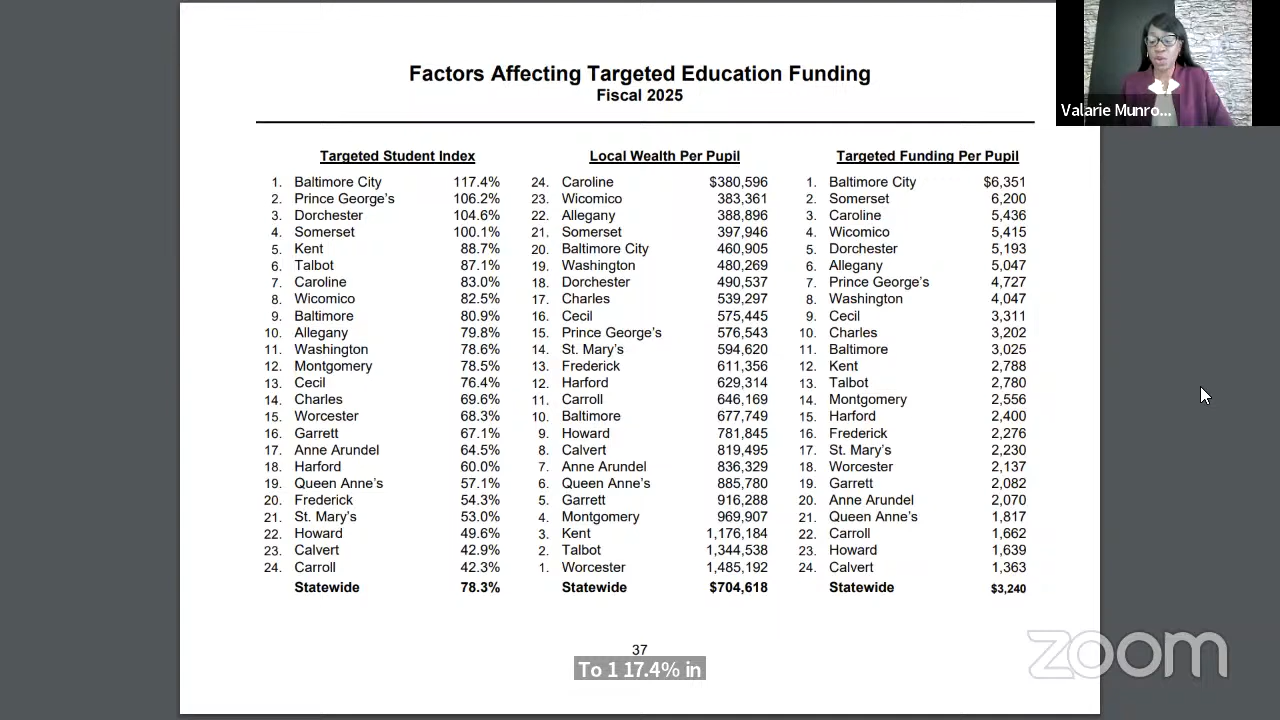 Factors Affecting Targeted Education Funding
Fiscal 2025
Valarie Munro...
Targeted Student Index Local Wealth Per Pupil Targeted Funding Per Pupil
1. Baltimore City 117.4% 24. Caroline $380,596 1. Baltimore City $6,351
2. Prince George's 106.2% 23. Wicomico 383,361 2. Somerset 6,200
3. Dorchester 104.6% 22. Allegany 388,896 3. Caroline 5,436
4. Somerset 100.1% 21. Somerset 397,946 4. Wicomico 5,415
5. Kent 88.7% 20. Baltimore City 460,905 5. Dorchester 5,193
6. Talbot 87.1% 19. Washington 480,269 6. Allegany 5,047
7. Caroline 83.0% 18. Dorchester 490,537 7. Prince George's 4,727
8. Wicomico 82.5% 17. Charles 539,297 8. Washington 4,047
9. Baltimore 80.9% 16. Cecil 575,445 9. Cecil 3,311
10. Allegany 79.8% 15. Prince George's 576,543 10. Charles 3,202
11. Washington 78.6% 14. St. Mary's 594,620 11. Baltimore 3,025
12. Montgomery 78.5% 13. Frederick 611,356 12. Kent 2,788
13. Cecil 76.4% 12. Harford 629,314 13. Talbot 2,780
14. Charles 69.6% 11. Carroll 646,169 14. Montgomery 2,556
15. Worcester 68.3% 10. Baltimore 677,749 15. Harford 2,400
16. Garrett 67.1% 9. Howard 781,845 16. Frederick 2,276
17. Anne Arundel 64.5% 8. Calvert 819,495 17. St. Mary's 2,230
18. Harford 60.0% 7. Anne Arundel 836,329 18. Worcester 2,137
19. Queen Anne's 57.1% 6. Queen Anne's 885,780 19. Garrett 2,082
20. Frederick 54.3% 5. Garrett 916,288 20. Anne Arundel 2,070
21. St. Mary's 53.0% 4. Montgomery 969,907 21. Queen Anne's 1,817
22. Howard 49.6% 3. Kent 1,176,184 22. Carroll 1,662
23. Calvert 42.9% 2. Talbot 1,344,538 23. Howard 1,639
24. Carroll 42.3% 1. Worcester 1,485,192 24. Calvert 1,363
Statewide 78.3% Statewide $704,618 Statewide $3,240
37
To 1 17.4% in
zoom